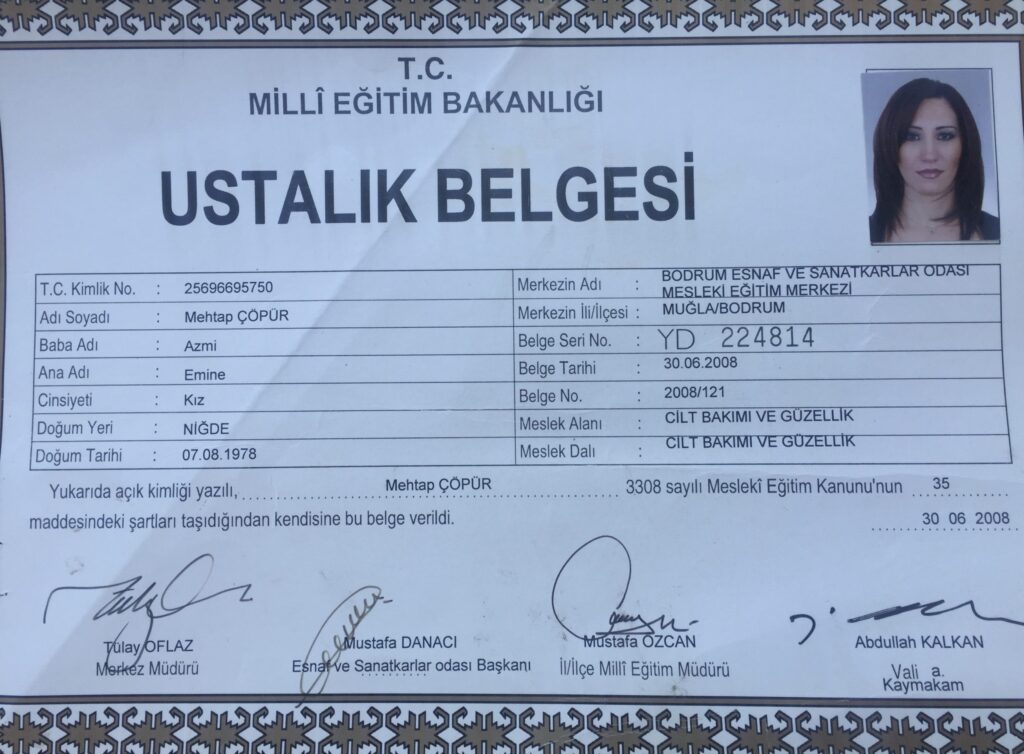 T.C.
MİLLÎ EĞİTİM BAKANLIĞI
USTALIK BELGESİ
T.C. Kimlik No. : 25696695750
Adı Soyadı : Mehtap ÇÖPÜR
Baba Adı : Azmi
Ana Adı : Emine
Cinsiyeti : Kız
Doğum Yeri : NİĞDE
Doğum Tarihi : 07.08.1978
Merkezin Adı : BODRUM ESNAF VE SANATKARLAR ODASI
MESLEKİ EĞİTİM MERKEZİ
Merkezin İli/İlçesi : MUĞLA/BODRUM
Belge Seri No. : YD 224814
Belge Tarihi : 30.06.2008
Belge No. : 2008/121
Meslek Alanı : CİLT BAKIMI VE GÜZELLİK
Meslek Dalı : CİLT BAKIMI VE GÜZELLİK
Yukarıda açık kimliği yazılı, Mehtap ÇÖPÜR 3308 sayılı Meslekî Eğitim Kanunu'nun 35
maddesindeki şartları taşıdığından kendisine bu belge verildi.
30 06 2008
Tülay OFLAZ
Merkez Müdürü
Mustafa DANACI
Esnaf ve Sanatkarlar odası Başkanı
Mustafa ÖZCAN
İl/İlçe Millî Eğitim Müdürü
Abdullah KALKAN
Vali a.
Kaymakam